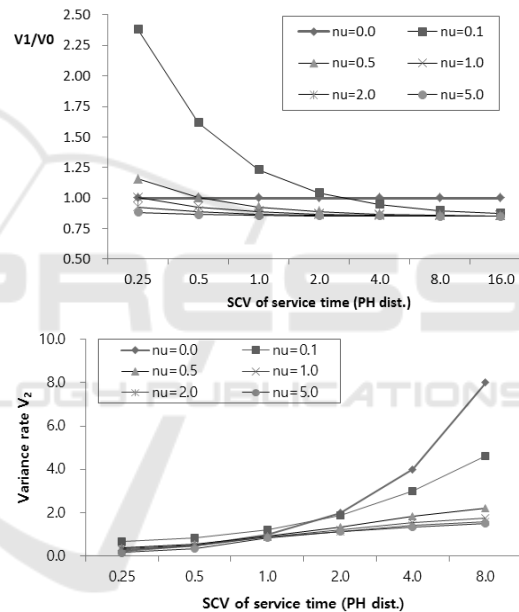 V1/V0
2.50
2.25
2.00
1.75
1.50
1.25
1.00
0.75
0.50
nu=0.0 nu=0.1
nu=0.5 nu=1.0
nu=2.0 nu=5.0
0.25 0.5 1.0 2.0 4.0 8.0 16.0
SCV of service time (PH dist.)
Variance rate V₂
10.0
8.0
6.0
4.0
2.0
0.0
nu=0.0 nu=0.1
nu=0.5 nu=1.0
nu=2.0 nu=5.0
0.25 0.5 1.0 2.0 4.0 8.0
SCV of service time (PH dist.)